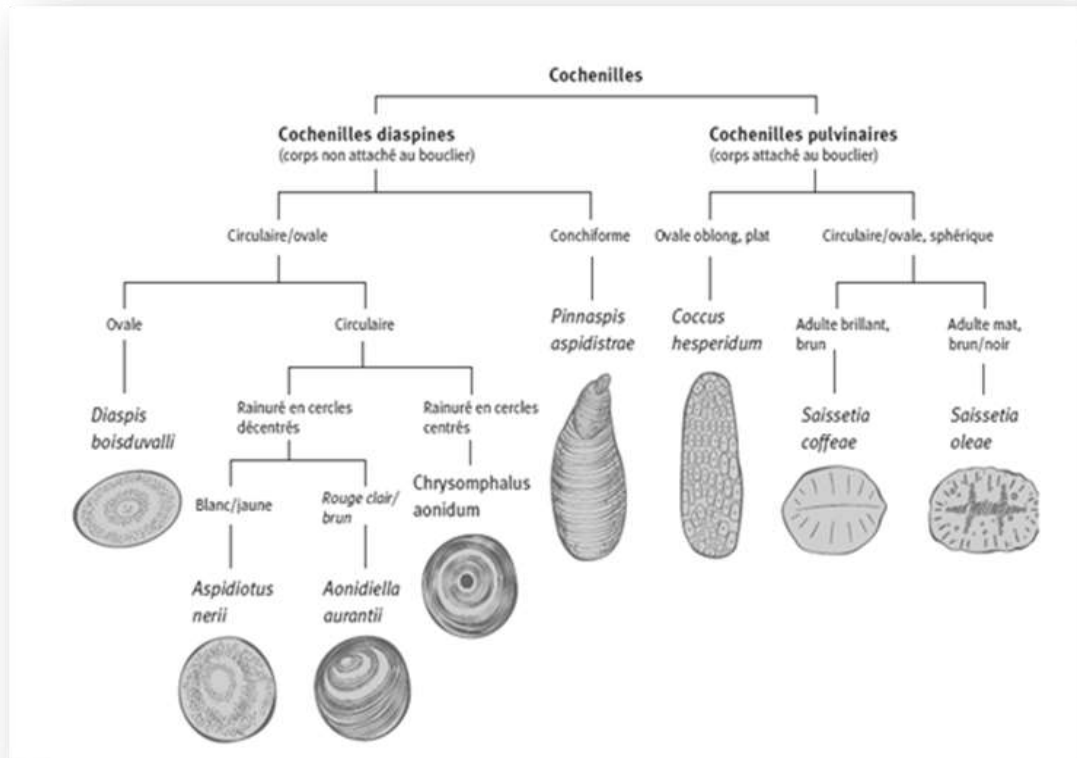 Cochenilles
Cochenilles diaspines
(corps non attaché au bouclier)
Cochenilles pulvinaires
(corps attaché au bouclier)
Circulaire/ovale
Conchiforme
Ovale oblong, plat
Circulaire/ovale, sphérique
Ovale
Circulaire
Pinnaspis
aspidistrae
Coccus
hesperidum
Adulte brillant,
brun
Adulte mat,
brun/noir
Diaspis
boisduvalli
Rainuré en cercles
décentrés
Rainuré en cercles
centrés
Saissetia
coffeae
Saissetia
oleae
Blanc/jaune
Rouge clair/
brun
Chrysomphalus
aonidum
Aspidiotus
nerii
Aonidiella
aurantii